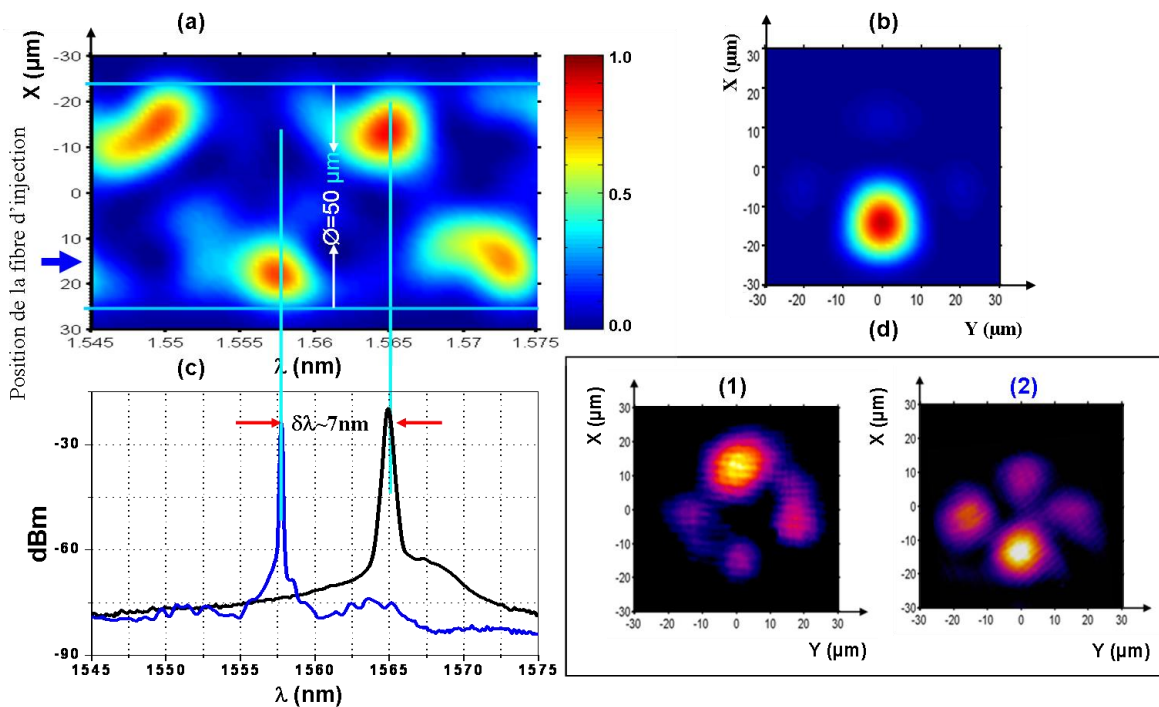 (a)
X (µm)
-30
-20
-10
0
10
20
30
Position de la fibre d'injection
Ø=50 µm
1.545 1.55 1.555 1.56 1.565 1.57 1.575
λ (nm)
1.0
0.5
0.0
(b)
X (µm)
30
20
10
0
-10
-20
-30
-30 -20 -10 0 10 20 30
Y (µm)
(c)
δλ~7nm
dBm
-30
-60
-90
1545 1550 1555 1560 1565 1570 1575
λ (nm)
(d)
(1)
X (µm)
30
20
10
0
-10
-20
-30
-30 -20 -10 0 10 20 30
Y (µm)
(2)
X (µm)
30
20
10
0
-10
-20
-30
-30 -20 -10 0 10 20 30
Y (µm)